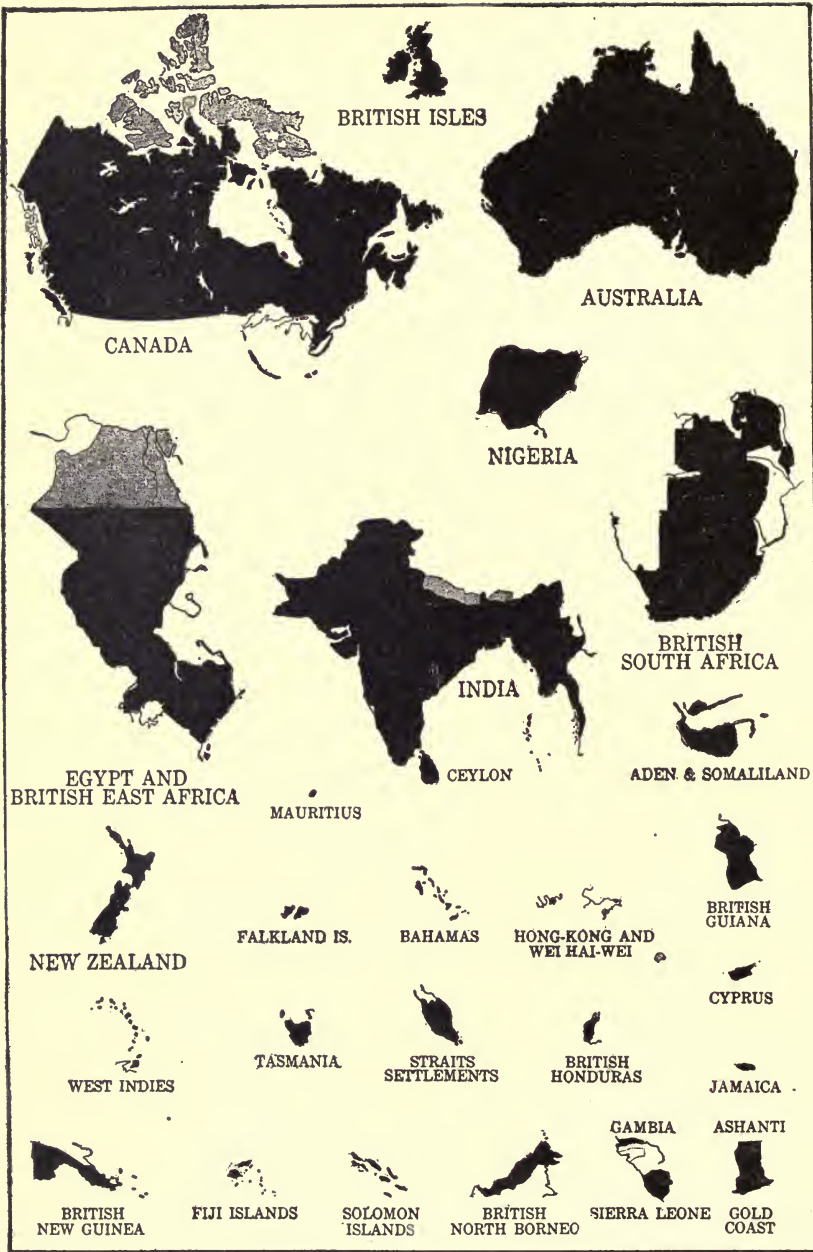 BRITISH ISLES
CANADA
AUSTRALIA
NIGERIA
EGYPT AND
BRITISH EAST AFRICA
INDIA
CEYLON
BRITISH
SOUTH AFRICA
ADEN & SOMALILAND
MAURITIUS
NEW ZEALAND
FALKLAND IS.
BAHAMAS
HONG-KONG AND
WEI HAI-WEI
BRITISH
GUIANA
CYPRUS
WEST INDIES
TASMANIA
STRAITS
SETTLEMENTS
BRITISH
HONDURAS
JAMAICA
BRITISH
NEW GUINEA
FIJI ISLANDS
SOLOMON
ISLANDS
BRITISH
NORTH BORNEO
GAMBIA
SIERRA LEONE
ASHANTI
GOLD
COAST